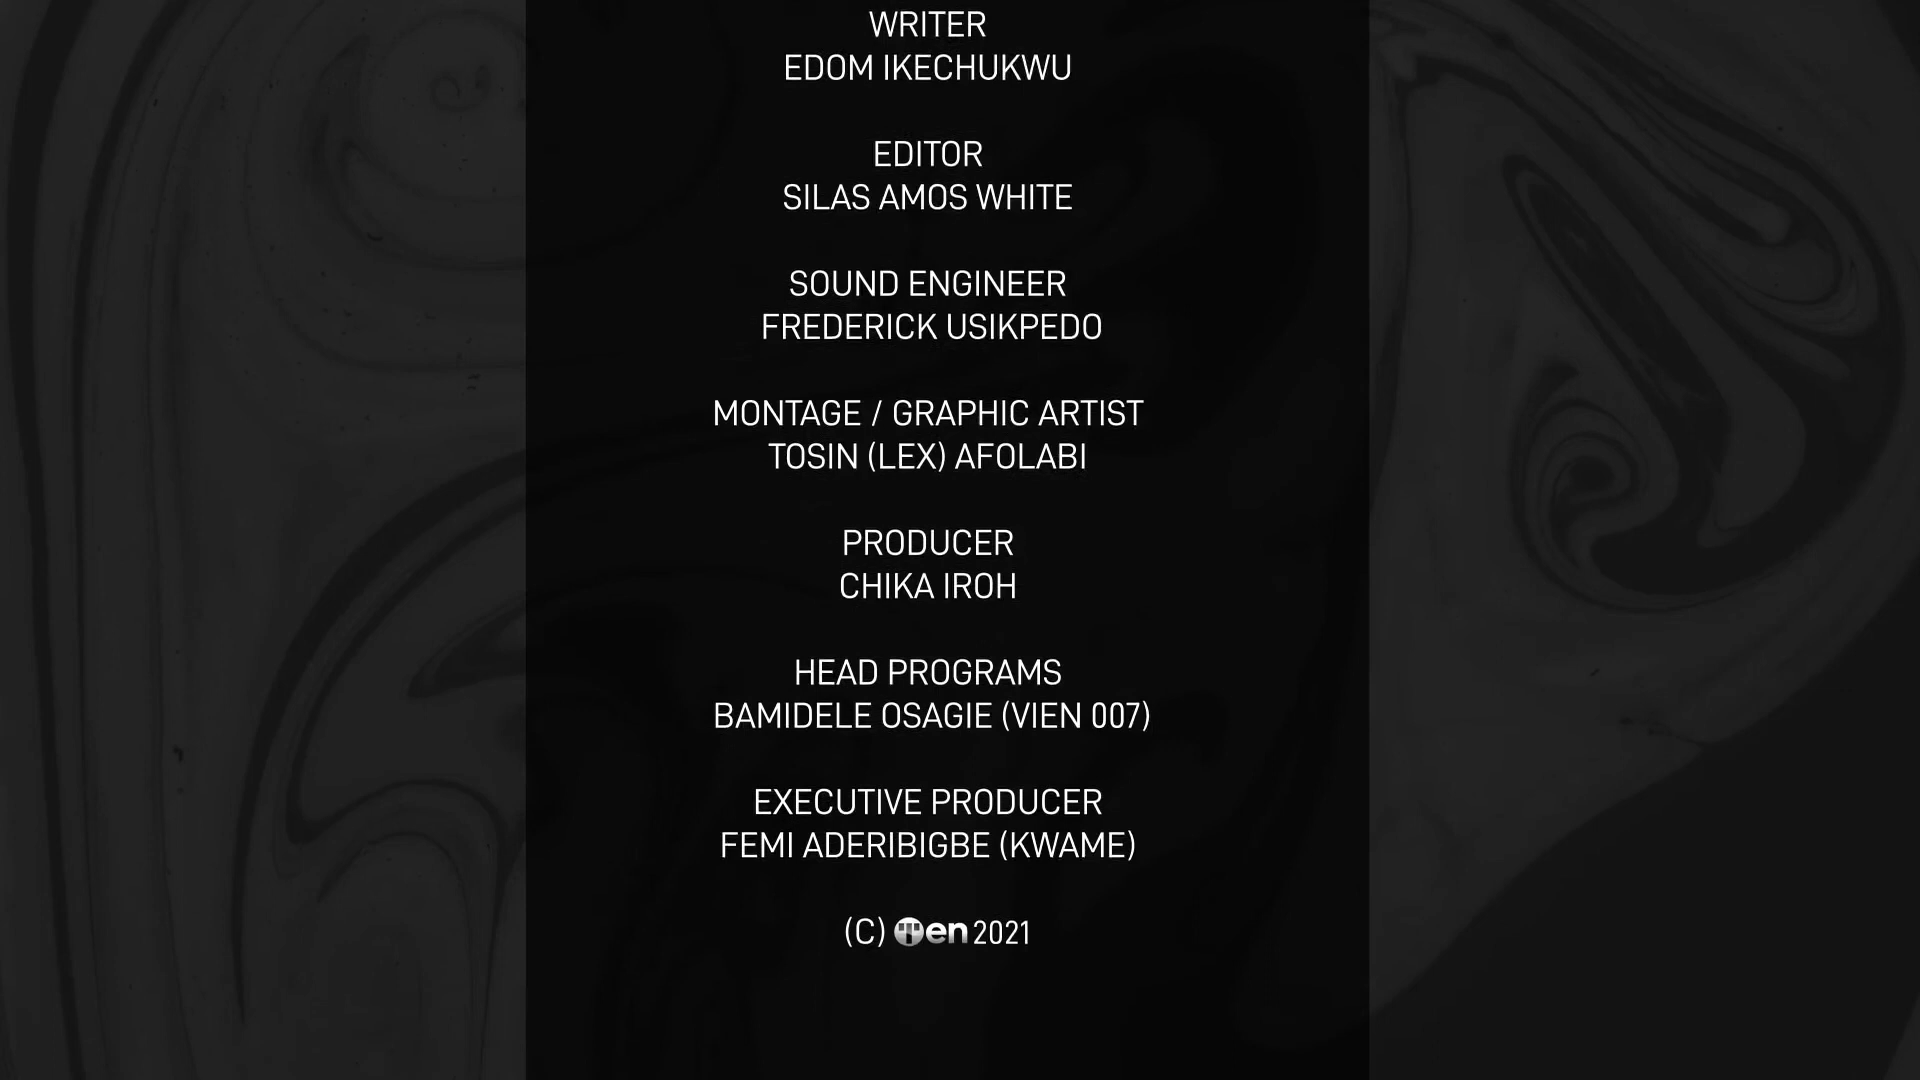 WRITER
EDOM IKECHUKWU
EDITOR
SILAS AMOS WHITE
SOUND ENGINEER
FREDERICK USIKPEDO
MONTAGE / GRAPHIC ARTIST
TOSIN (LEX) AFOLABI
PRODUCER
CHIKA IROH
HEAD PROGRAMS
BAMIDELE OSAGIE (VIEN 007)
EXECUTIVE PRODUCER
FEMI ADERIBIGBE (KWAME)
(C) Ten 2021